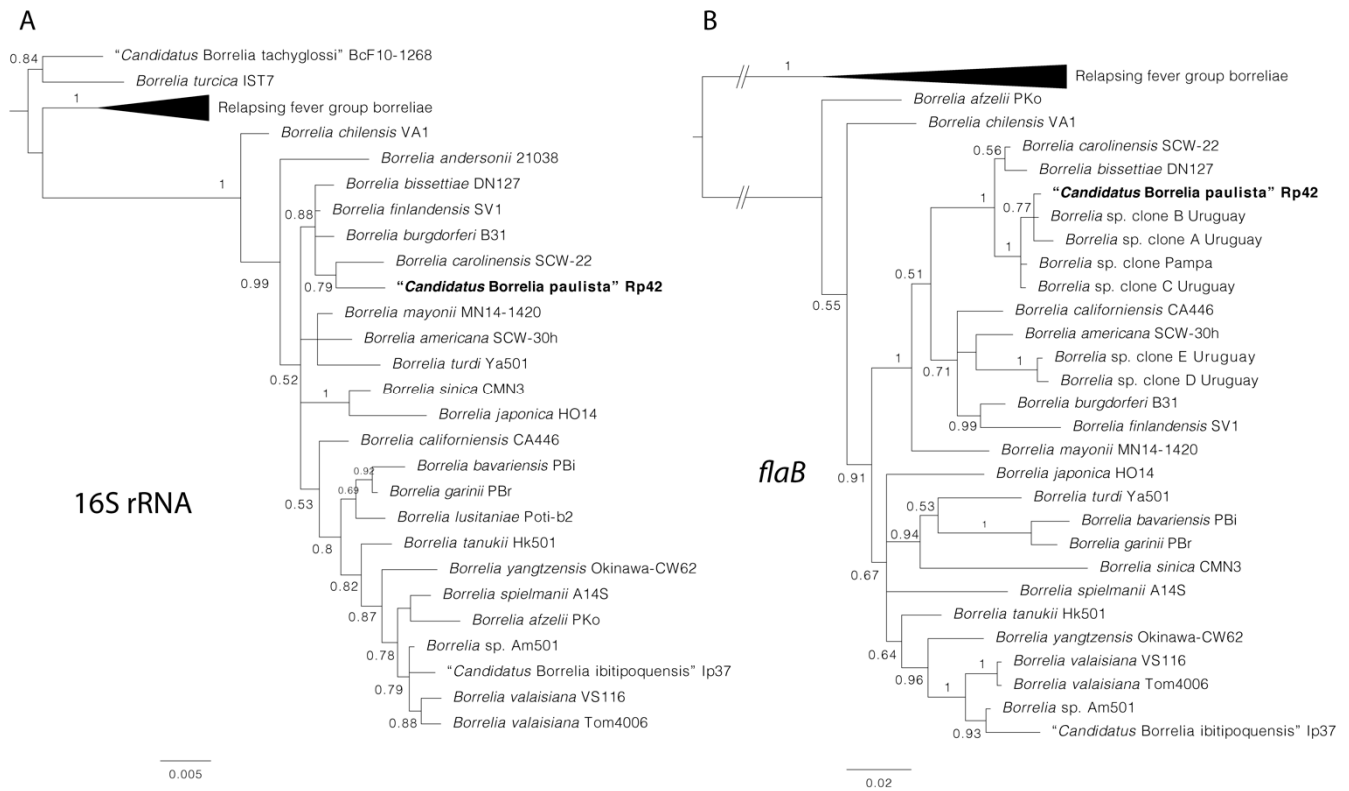 A
0.84
"Candidatus Borrelia tachyglossi" BcF10-1268
Borrelia turcica IST7
1
Relapsing fever group borreliae
Borrelia chilensis VA1
Borrelia andersonii 21038
1
Borrelia bissettiae DN127
0.88
Borrelia finlandensis SV1
Borrelia burgdorferi B31
Borrelia carolinensis SCW-22
0.99
0.79
"Candidatus Borrelia paulista" Rp42
Borrelia mayonii MN14-1420
Borrelia americana SCW-30h
Borrelia turdi Ya501
0.52
1
Borrelia sinica CMN3
Borrelia japonica HO14
Borrelia californiensis CA446
0.92
Borrelia bavariensis PBi
0.69
Borrelia garinii PBr
0.53
Borrelia lusitaniae Poti-b2
0.8
Borrelia tanukii Hk501
Borrelia yangtzensis Okinawa-CW62
0.82
Borrelia spielmanii A14S
0.87
Borrelia afzelii PKo
Borrelia sp. Am501
0.78
"Candidatus Borrelia ibitipoquensis" Ip37
0.79
Borrelia valaisiana VS116
0.88
Borrelia valaisiana Tom4006
16S rRNA
0.005
B
1
Relapsing fever group borreliae
Borrelia afzelii PKo
Borrelia chilensis VA1
Borrelia carolinensis SCW-22
0.56
Borrelia bissettiae DN127
1
"Candidatus Borrelia paulista" Rp42
0.77
Borrelia sp. clone B Uruguay
Borrelia sp. clone A Uruguay
1
Borrelia sp. clone Pampa
0.51
Borrelia sp. clone C Uruguay
0.55
Borrelia californiensis CA446
Borrelia americana SCW-30h
1
1
Borrelia sp. clone E Uruguay
0.71
Borrelia sp. clone D Uruguay
Borrelia burgdorferi B31
0.99
Borrelia finlandensis SV1
Borrelia mayonii MN14-1420
0.91
Borrelia japonica HO14
Borrelia turdi Ya501
0.53
1
Borrelia bavariensis PBi
0.94
Borrelia garinii PBr
0.67
Borrelia sinica CMN3
Borrelia spielmanii A14S
Borrelia tanukii Hk501
Borrelia yangtzensis Okinawa-CW62
0.64
1
Borrelia valaisiana VS116
0.96
1
Borrelia valaisiana Tom4006
Borrelia sp. Am501
0.93
"Candidatus Borrelia ibitipoquensis" Ip37
flaB
0.02